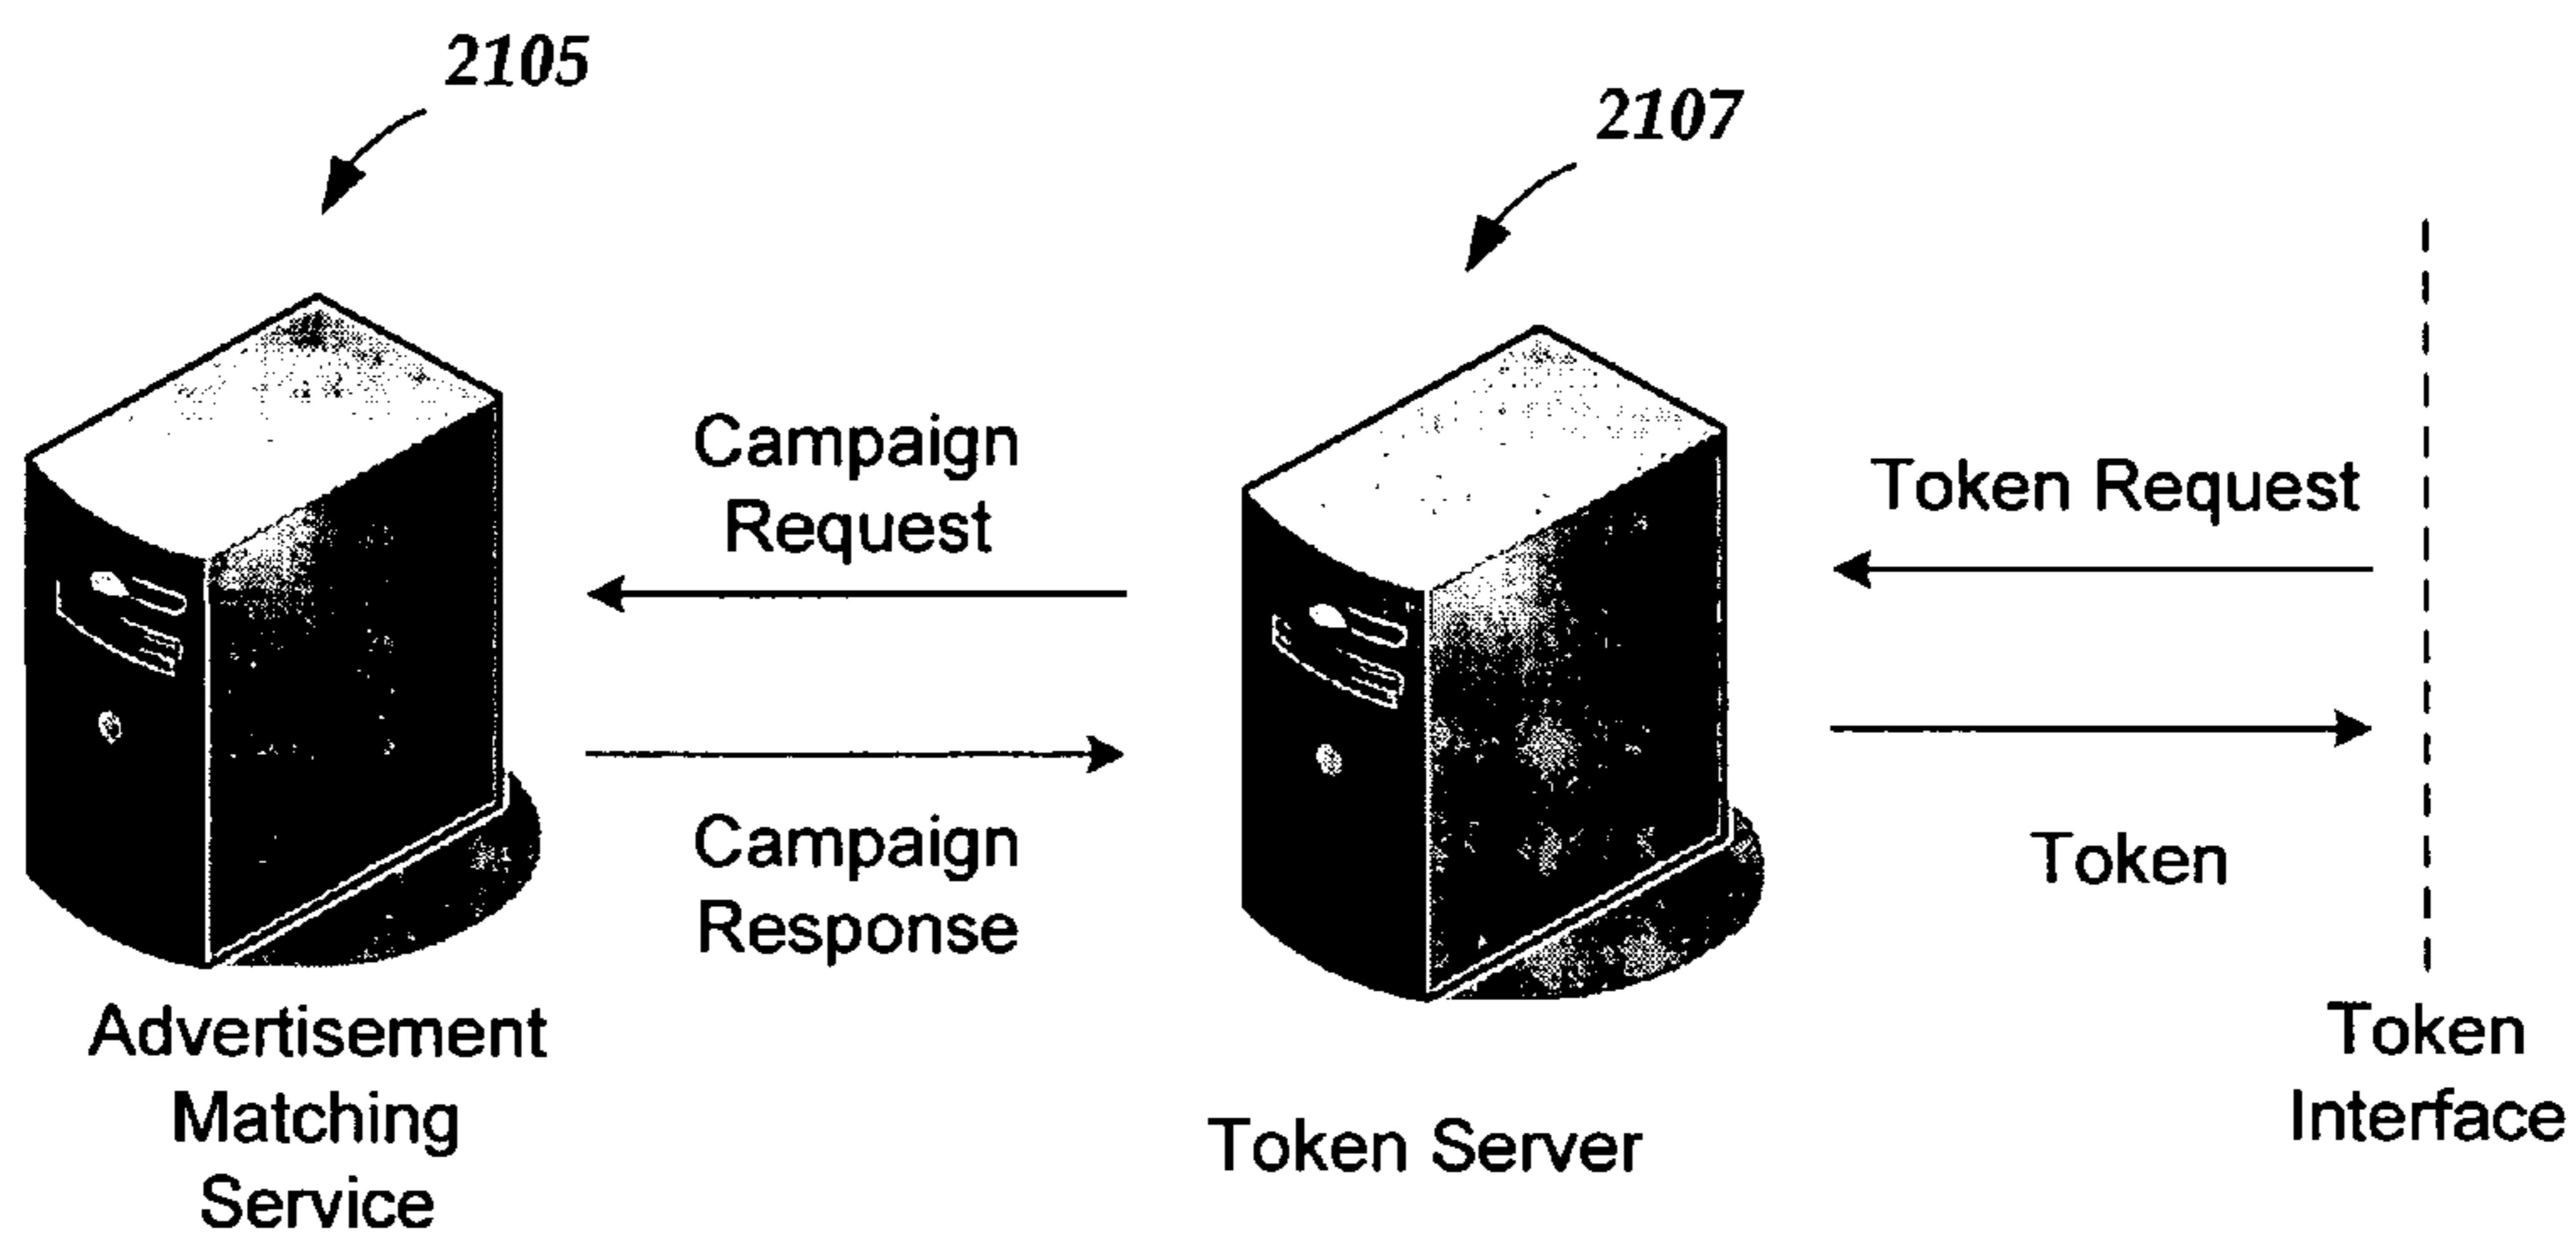 2105
2107
Campaign
Request
Token Request
Campaign
Response
Token
Advertisement
Matching
Service
Token Server
Token
Interface